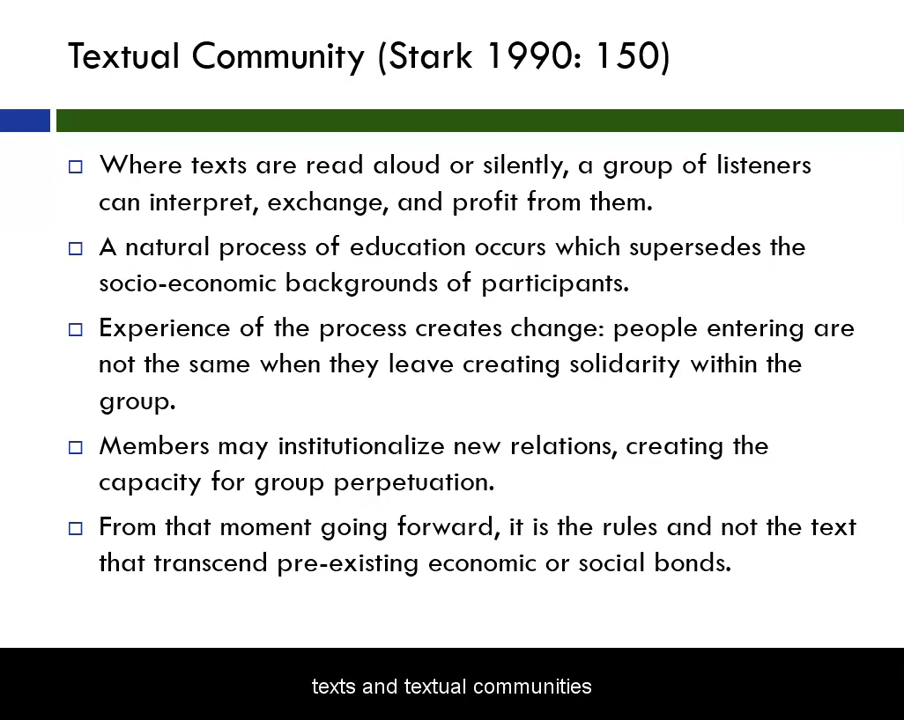 Textual Community (Stark 1990: 150)
Where texts are read aloud or silently, a group of listeners
can interpret, exchange, and profit from them.
A natural process of education occurs which supersedes the
socio-economic backgrounds of participants.
Experience of the process creates change: people entering are
not the same when they leave creating solidarity within the
group.
Members may institutionalize new relations, creating the
capacity for group perpetuation.
From that moment going forward, it is the rules and not the text
that transcend pre-existing economic or social bonds.
texts and textual communities